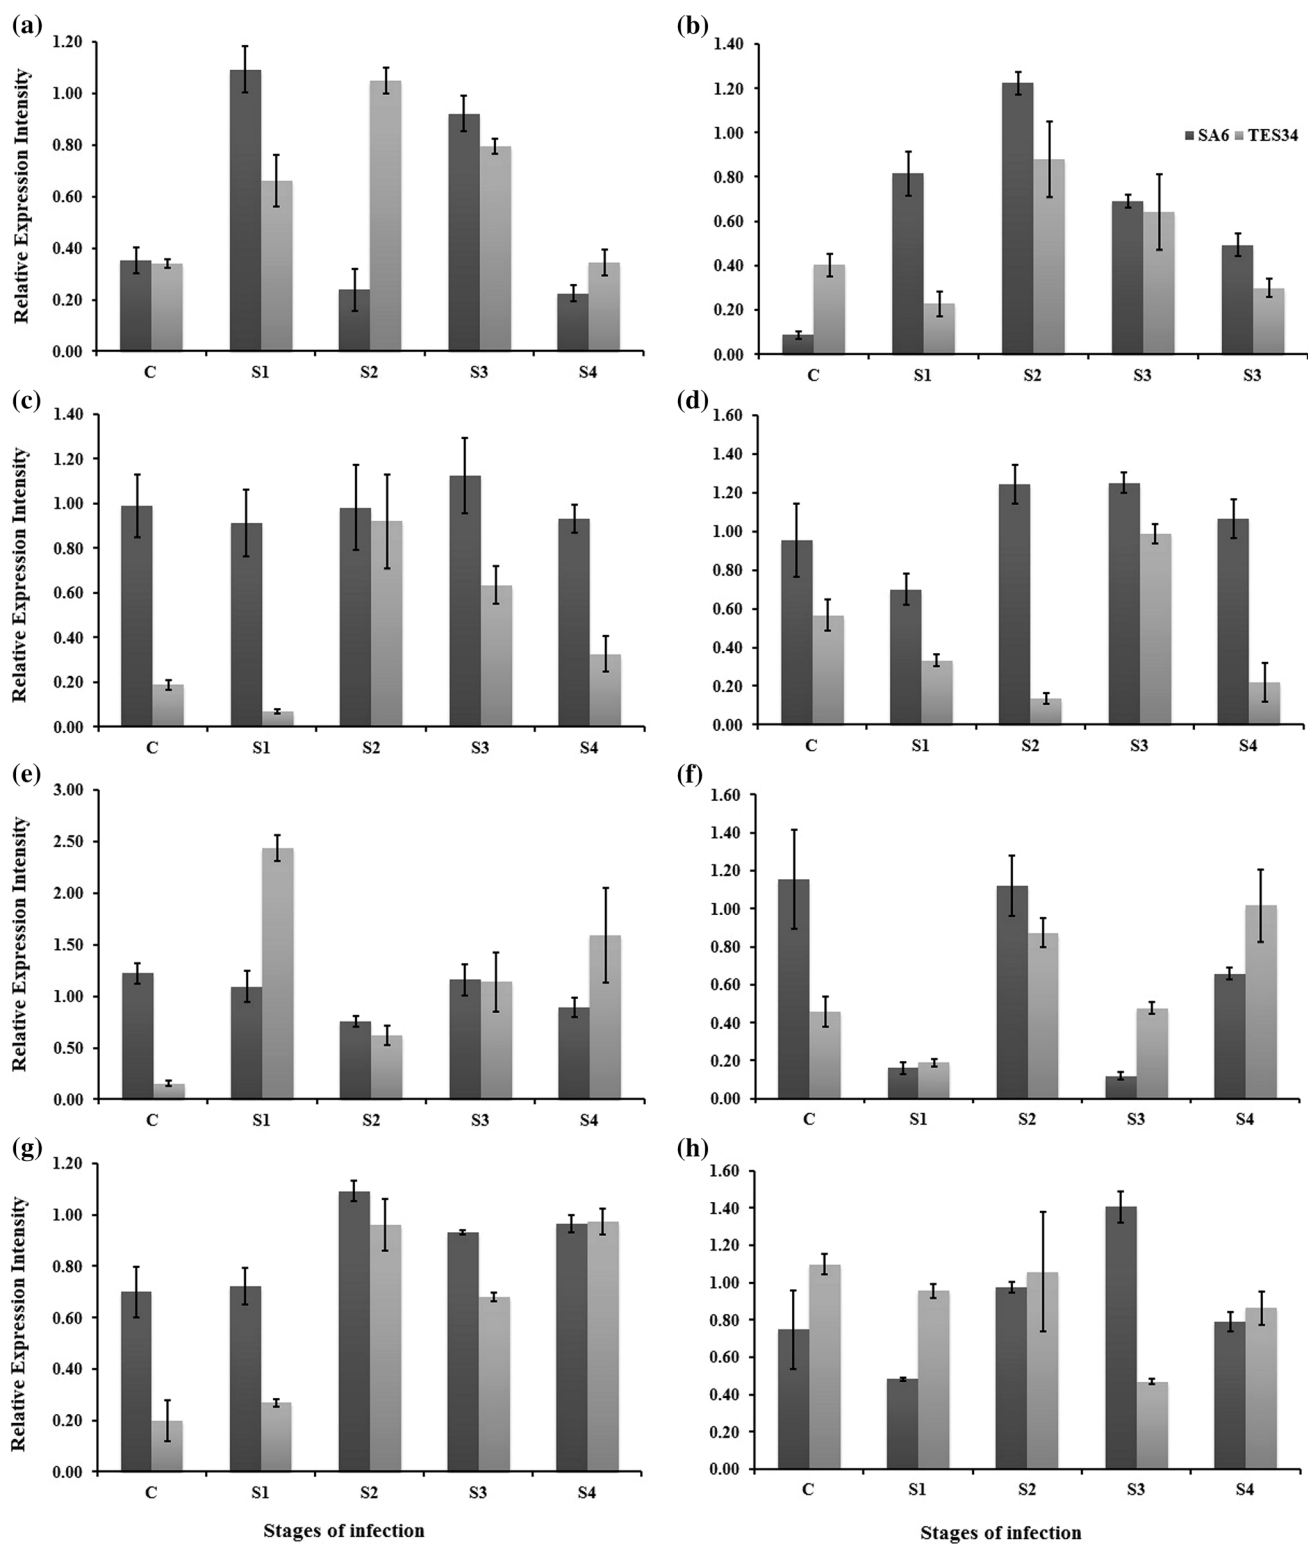 (a)
Relative Expression Intensity
1.20
1.00
0.80
0.60
0.40
0.20
0.00
C S1 S2 S3 S4
(b)
1.40
1.20
1.00
0.80
0.60
0.40
0.20
0.00
SA6 TES34
C S1 S2 S3 S3
(c)
Relative Expression Intensity
1.40
1.20
1.00
0.80
0.60
0.40
0.20
0.00
C S1 S2 S3 S4
(d)
1.60
1.40
1.20
1.00
0.80
0.60
0.40
0.20
0.00
C S1 S2 S3 S4
(e)
Relative Expression Intensity
3.00
2.50
2.00
1.50
1.00
0.50
0.00
C S1 S2 S3 S4
(f)
1.60
1.40
1.20
1.00
0.80
0.60
0.40
0.20
0.00
C S1 S2 S3 S4
(g)
Relative Expression Intensity
1.20
1.00
0.80
0.60
0.40
0.20
0.00
C S1 S2 S3 S4
Stages of infection
(h)
1.60
1.40
1.20
1.00
0.80
0.60
0.40
0.20
0.00
C S1 S2 S3 S4
Stages of infection